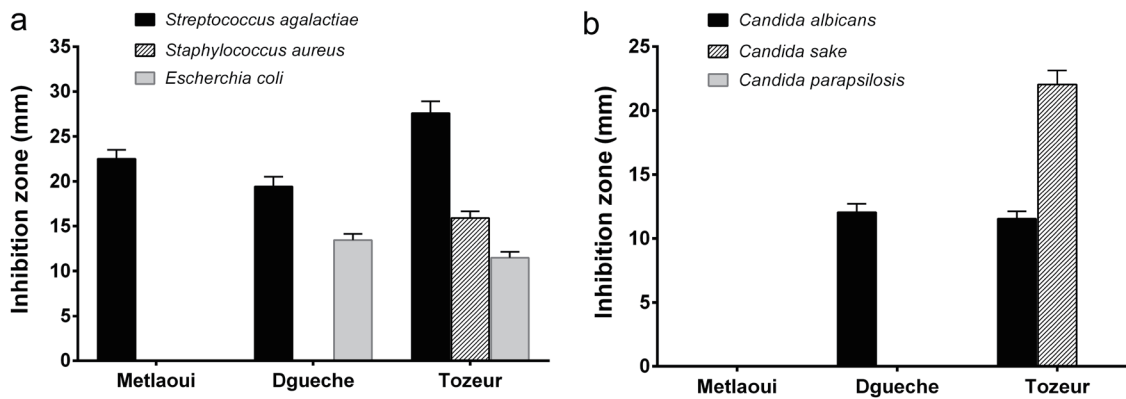 a
Streptococcus agalactiae
Staphylococcus aureus
Escherchia coli
Inhibition zone (mm)
35
30
25
20
15
10
5
0
Metlaoui Dgueche Tozeur
b
Candida albicans
Candida sake
Candida parapsilosis
Inhibition zone (mm)
25
20
15
10
5
0
Metlaoui Dgueche Tozeur